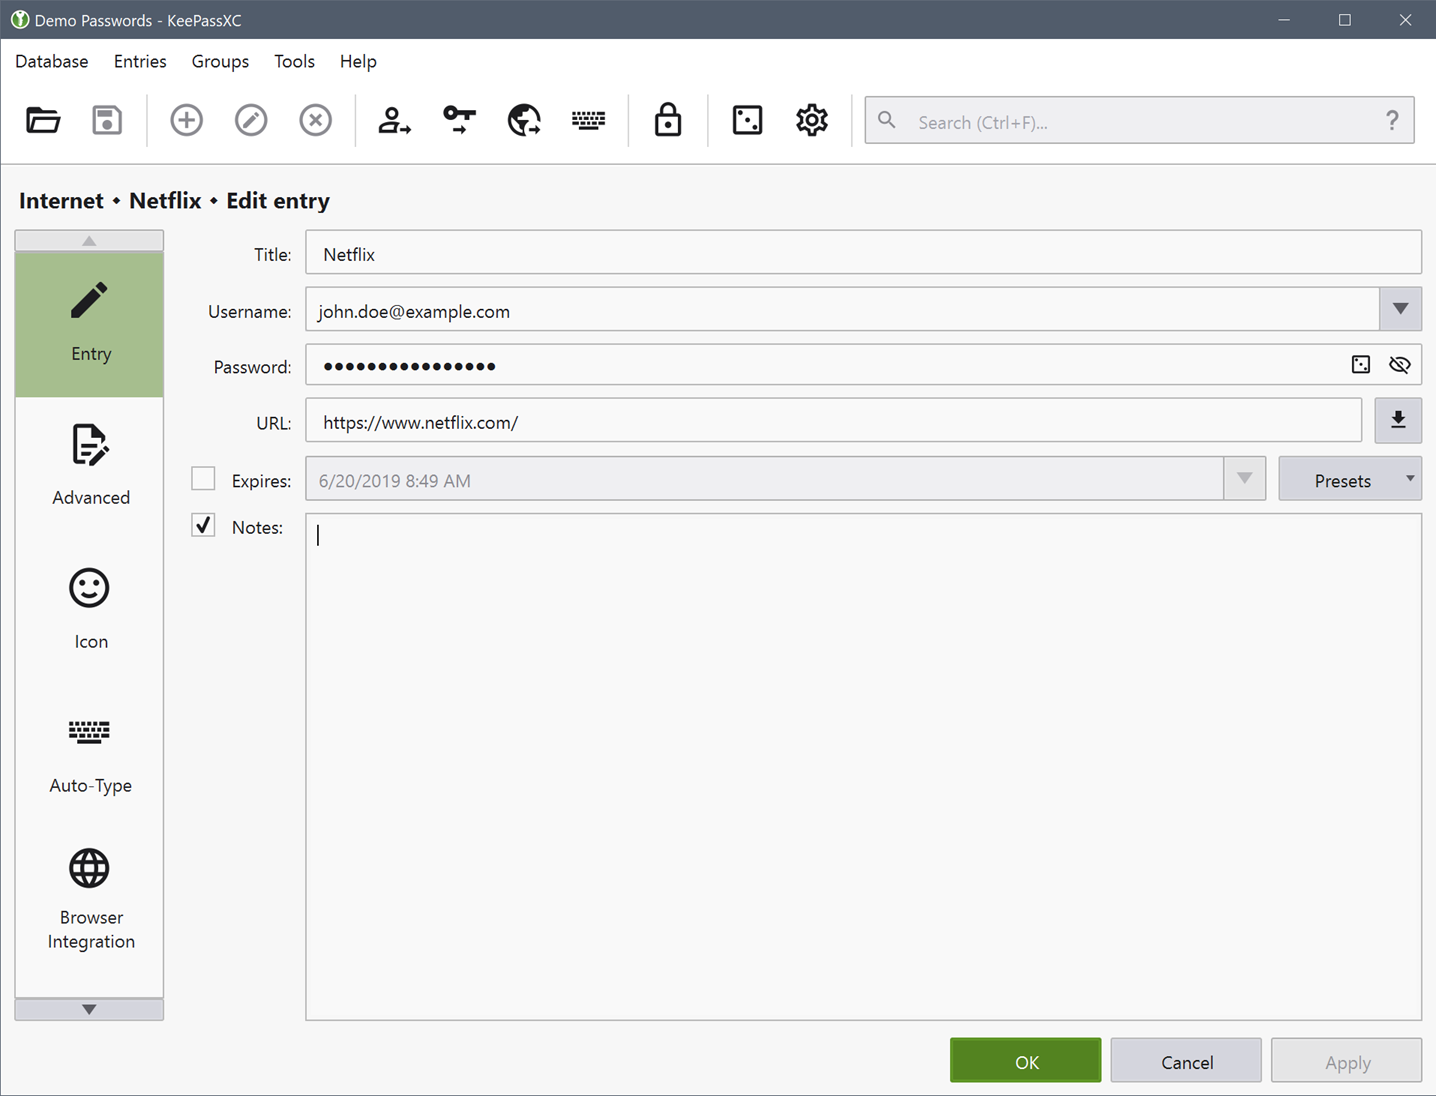 Demo Passwords - KeePassXC
Database Entries Groups Tools Help
Search (Ctrl+F)... ?
Internet • Netflix • Edit entry
Entry
Advanced
Icon
Auto-Type
Browser
Integration
Title: Netflix
Username: john.doe@example.com
Password: ●●●●●●●●●●●●●●●●
URL: https://www.netflix.com/
Expires: 6/20/2019 8:49 AM Presets
Notes:
OK Cancel Apply